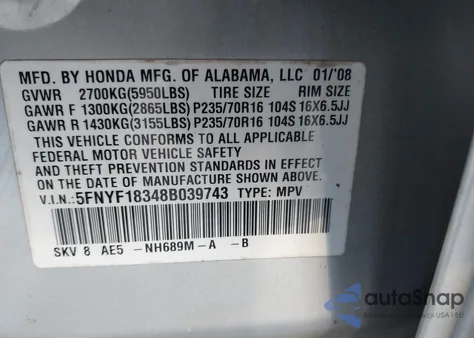 MFD. BY HONDA MFG. OF ALABAMA, LLC 01/'08
GVWR 2700KG(5950LBS) TIRE SIZE RIM SIZE
GAWR F 1300KG(2865LBS) P235/70R16 104S 16X6.5JJ
GAWR R 1430KG(3155LBS) P235/70R16 104S 16X6.5JJ
THIS VEHICLE CONFORMS TO ALL APPLICABLE
FEDERAL MOTOR VEHICLE SAFETY
AND THEFT PREVENTION STANDARDS IN EFFECT
ON THE DATE OF MANUFACTURE SHOWN ABOVE.
V.I.N.:5FNYF18348B039743 TYPE: MPV
SKV 8 AE5 -NH689M-A -B
autoSnap